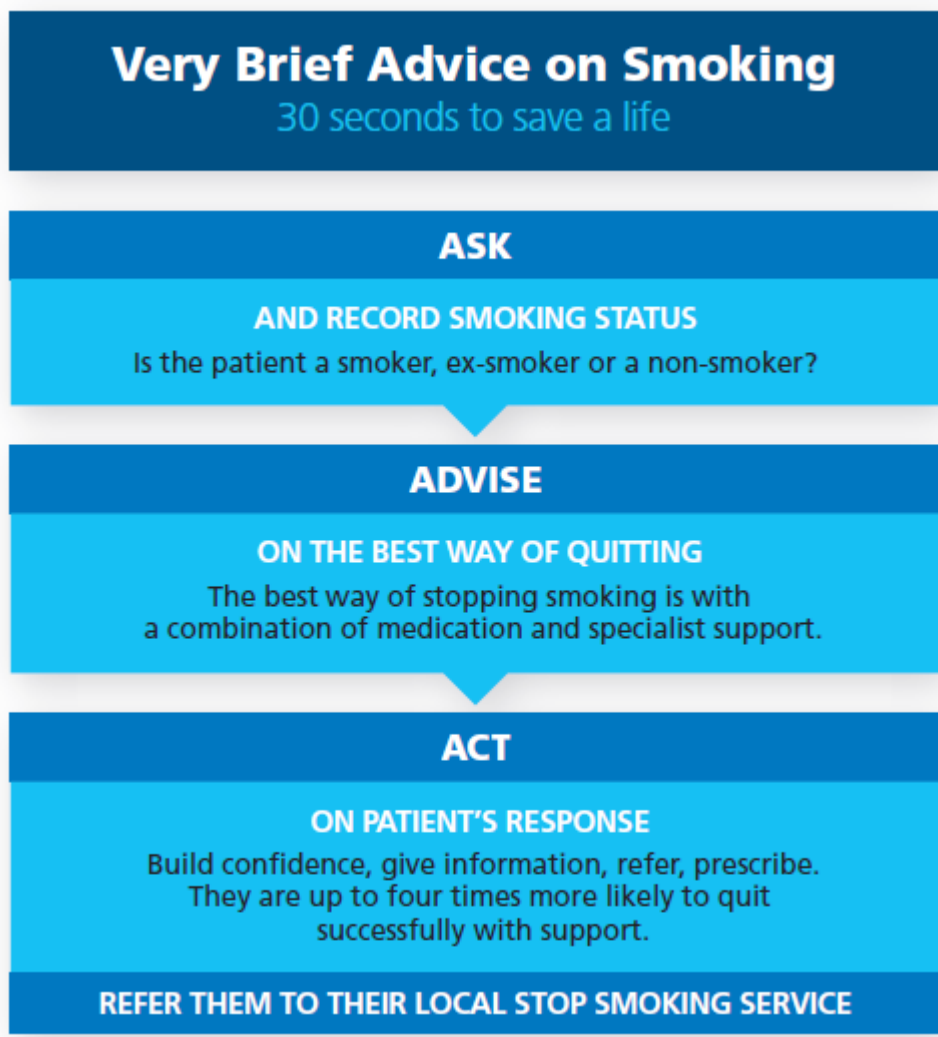 Very Brief Advice on Smoking
30 seconds to save a life
ASK
AND RECORD SMOKING STATUS
Is the patient a smoker, ex-smoker or a non-smoker?
ADVISE
ON THE BEST WAY OF QUITTING
The best way of stopping smoking is with
a combination of medication and specialist support.
ACT
ON PATIENT’S RESPONSE
Build confidence, give information, refer, prescribe.
They are up to four times more likely to quit
successfully with support.
REFER THEM TO THEIR LOCAL STOP SMOKING SERVICE